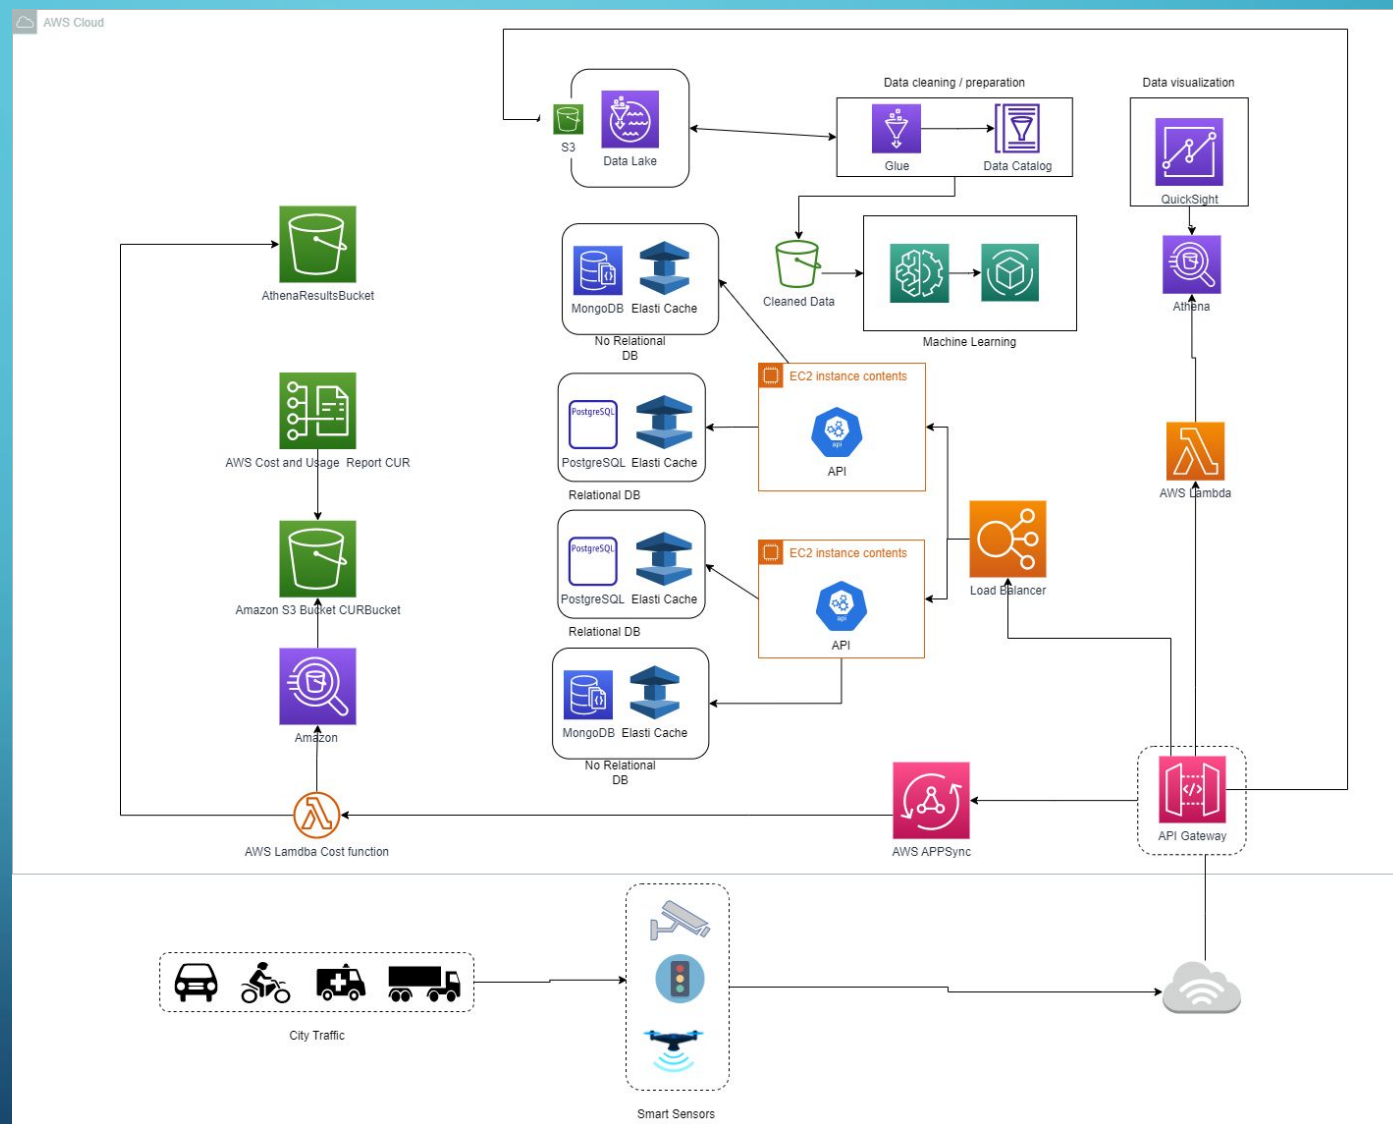 AWS Cloud
Data cleaning / preparation
Data visualization
S3
Data Lake
Glue
Data Catalog
QuickSight
AthenaResultsBucket
MongoDB
Elasti Cache
No Relational
DB
Cleaned Data
Machine Learning
Athena
EC2 instance contents
api
API
PostgreSQL
PostgreSQL
Elasti Cache
Relational DB
AWS Cost and Usage  Report CUR
AWS Lambda
PostgreSQL
PostgreSQL
Elasti Cache
Relational DB
EC2 instance contents
api
API
Load Balancer
Amazon S3 Bucket CURBucket
MongoDB
Elasti Cache
No Relational
DB
Amazon
AWS Lamdba Cost function
AWS APPSync
</>
API Gateway
City Traffic
Smart Sensors